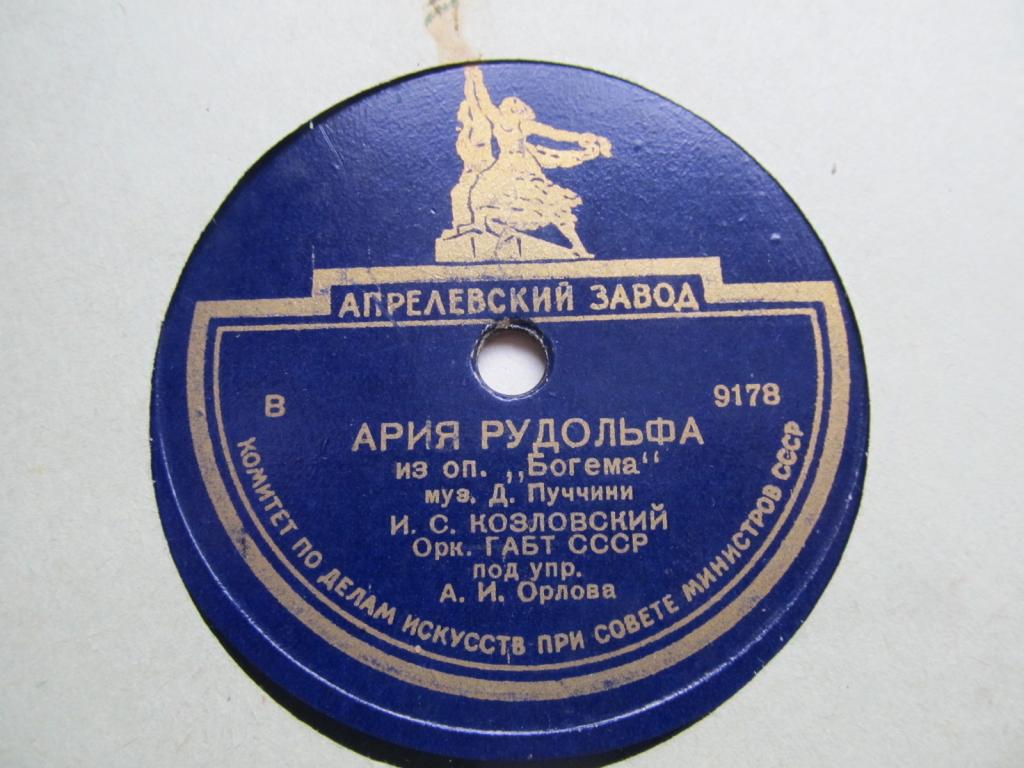 АПРЕЛЕВСКИЙ ЗАВОД
В 9178
АРИЯ РУДОЛЬФА
из оп. „Богема“
муз. Д. Пуччини
И. С. КОЗЛОВСКИЙ
Орк. ГАБТ СССР
под упр.
А. И. Орлова
КОМИТЕТ ПО ДЕЛАМ ИСКУССТВ ПРИ СОВЕТЕ МИНИСТРОВ СССР